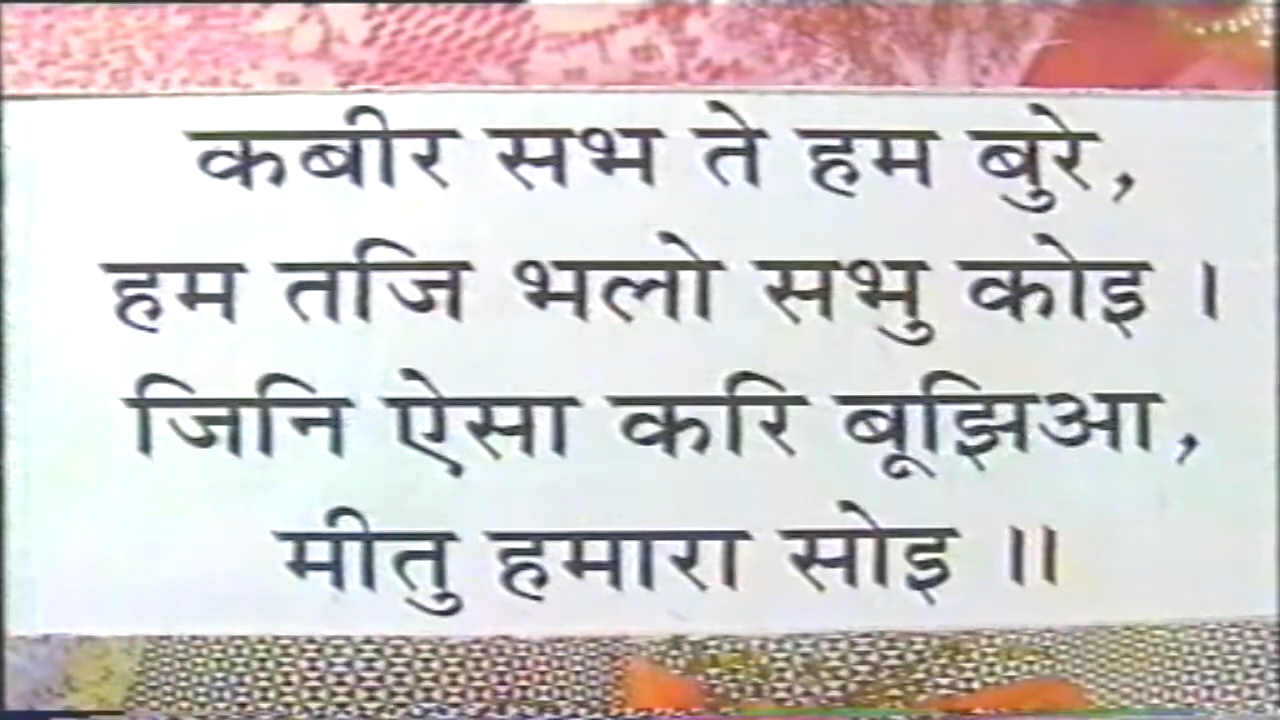 कबीर सभ ते हम बुरे,
हम तजि भलो सभु कोइ ।
जिनि ऐसा करि बूझिआ,
मीतु हमारा सोइ ॥